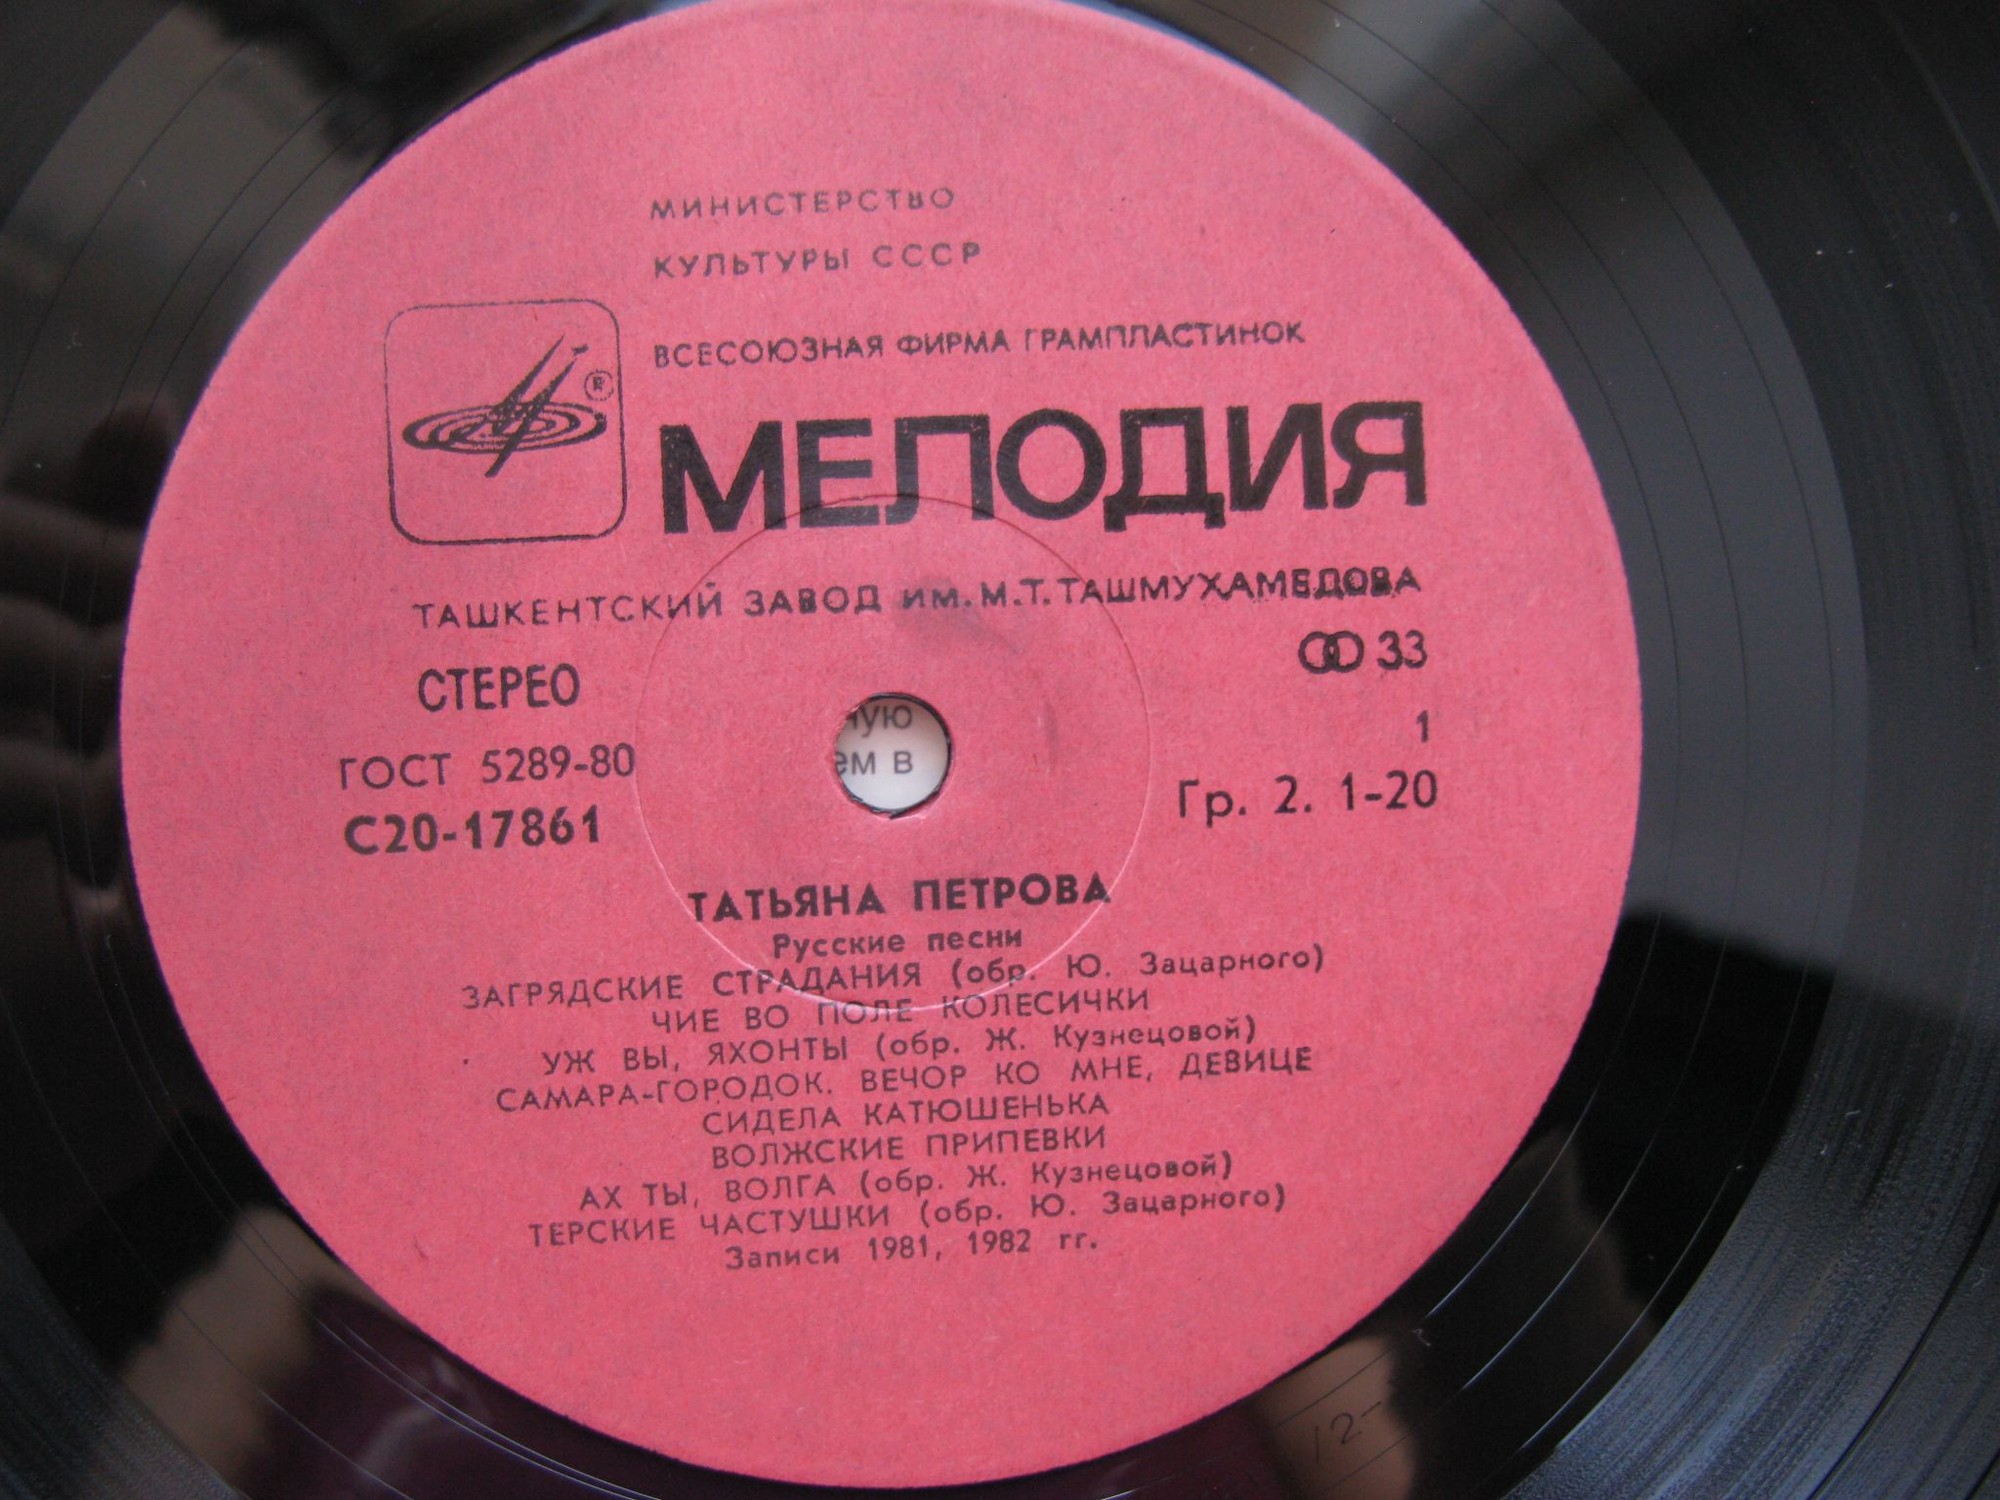 МИНИСТЕРСТВО
КУЛЬТУРЫ СССР
ВСЕСОЮЗНАЯ ФИРМА ГРАМПЛАСТИНОК
®
МЕЛОДИЯ
ТАШКЕНТСКИЙ ЗАВОД ИМ. М.Т. ТАШМУХАМЕДОВА
СТЕРЕО
33
1
ГОСТ 5289-80
С20-17861
Гр. 2. 1-20
ем в
ТАТЬЯНА ПЕТРОВА
Русские песни
ЗАГРЯДСКИЕ СТРАДАНИЯ (обр. Ю. Зацарного)
ЧИЕ ВО ПОЛЕ КОЛЕСИЧКИ
УЖ ВЫ, ЯХОНТЫ (обр. Ж. Кузнецовой)
САМАРА-ГОРОДОК. ВЕЧОР КО МНЕ, ДЕВИЦЕ
СИДЕЛА КАТЮШЕНЬКА
ВОЛЖСКИЕ ПРИПЕВКИ
АХ ТЫ, ВОЛГА (обр. Ж. Кузнецовой)
ТЕРСКИЕ ЧАСТУШКИ (обр. Ю. Зацарного)
Записи 1981, 1982 гг.
12-